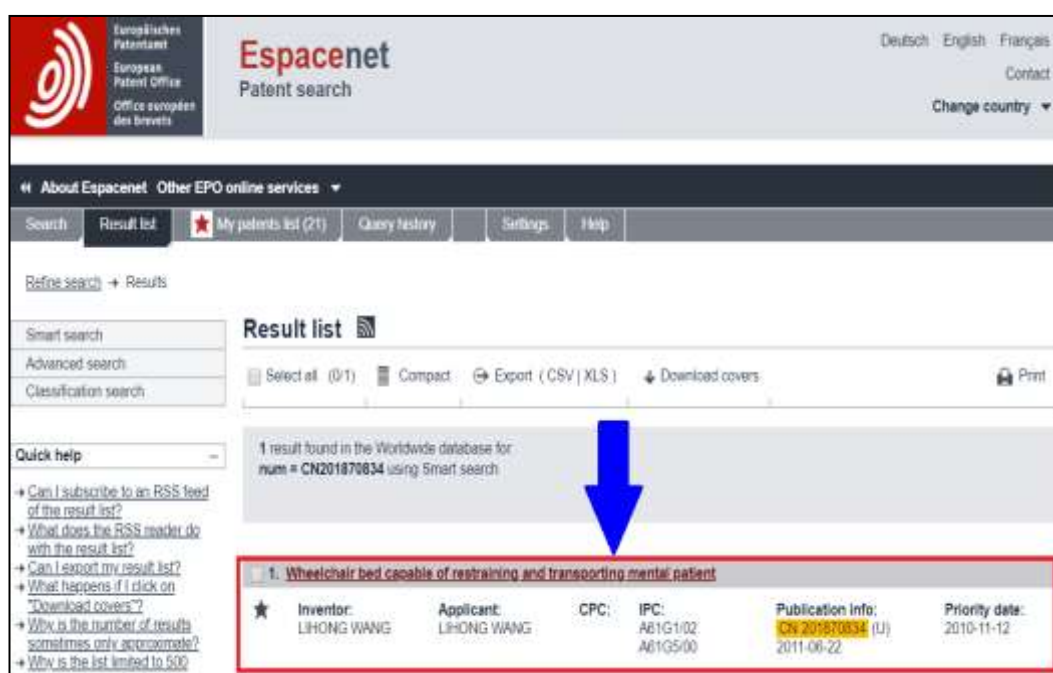 Europäisches
Patentamt
European
Patent Office
Office européen
des brevets
Espacenet
Patent search
Deutsch English Français
Contact
Change country
About Espacenet Other EPO online services
Search Result list My patents list (21) Query history Settings Help
Refine search → Results
Smart search
Advanced search
Classification search
Quick help –
→ Can I subscribe to an RSS feed
of the result list?
→ What does the RSS reader do
with the result list?
→ Can I export my result list?
→ What happens if I click on
"Download covers"?
→ Why is the number of results
sometimes only approximate?
→ Why is the list limited to 500
Result list
Select all (0/1) Compact Export ( CSV | XLS ) Download covers Print
1 result found in the Worldwide database for
num = CN201870834 using Smart search
1. Wheelchair bed capable of restraining and transporting mental patient
Inventor: Applicant: CPC: IPC: Publication info: Priority date:
LIHONG WANG LIHONG WANG A61G1/02 CN 201870834 (U) 2010-11-12
A61G5/00 2011-06-22